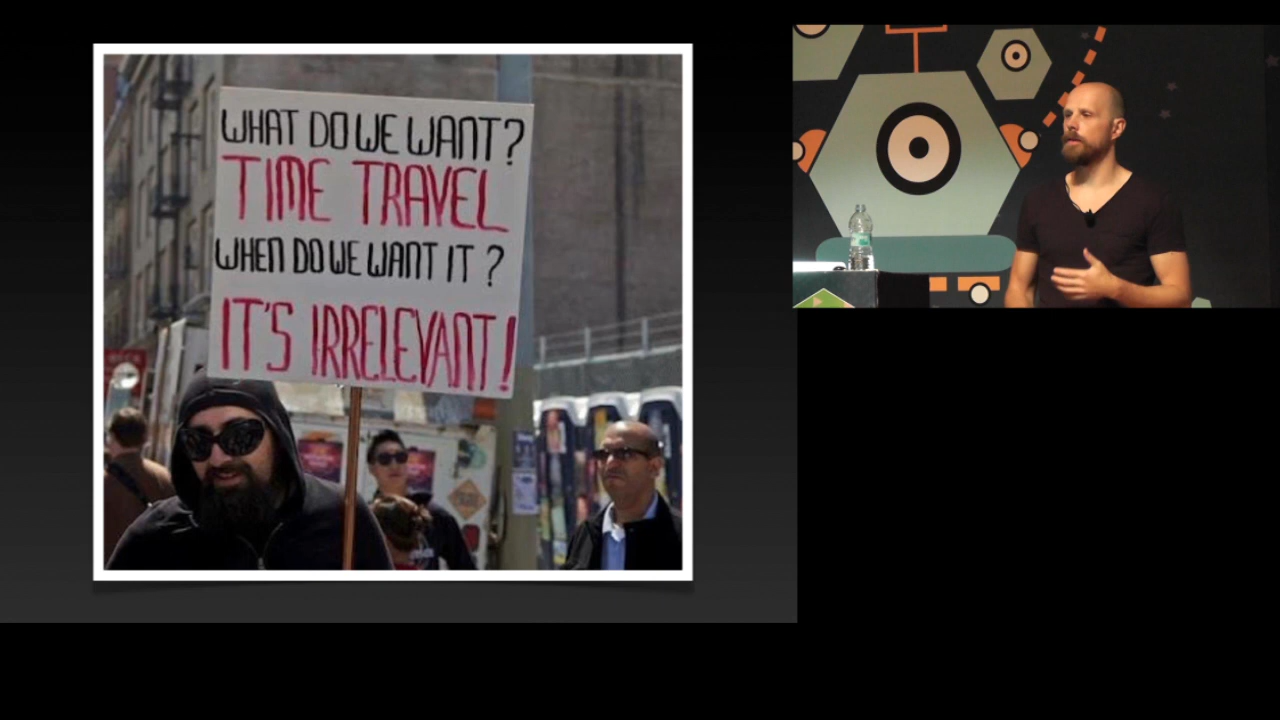 WHAT DO WE WANT?
TIME TRAVEL
WHEN DO WE WANT IT?
IT'S IRRELEVANT!